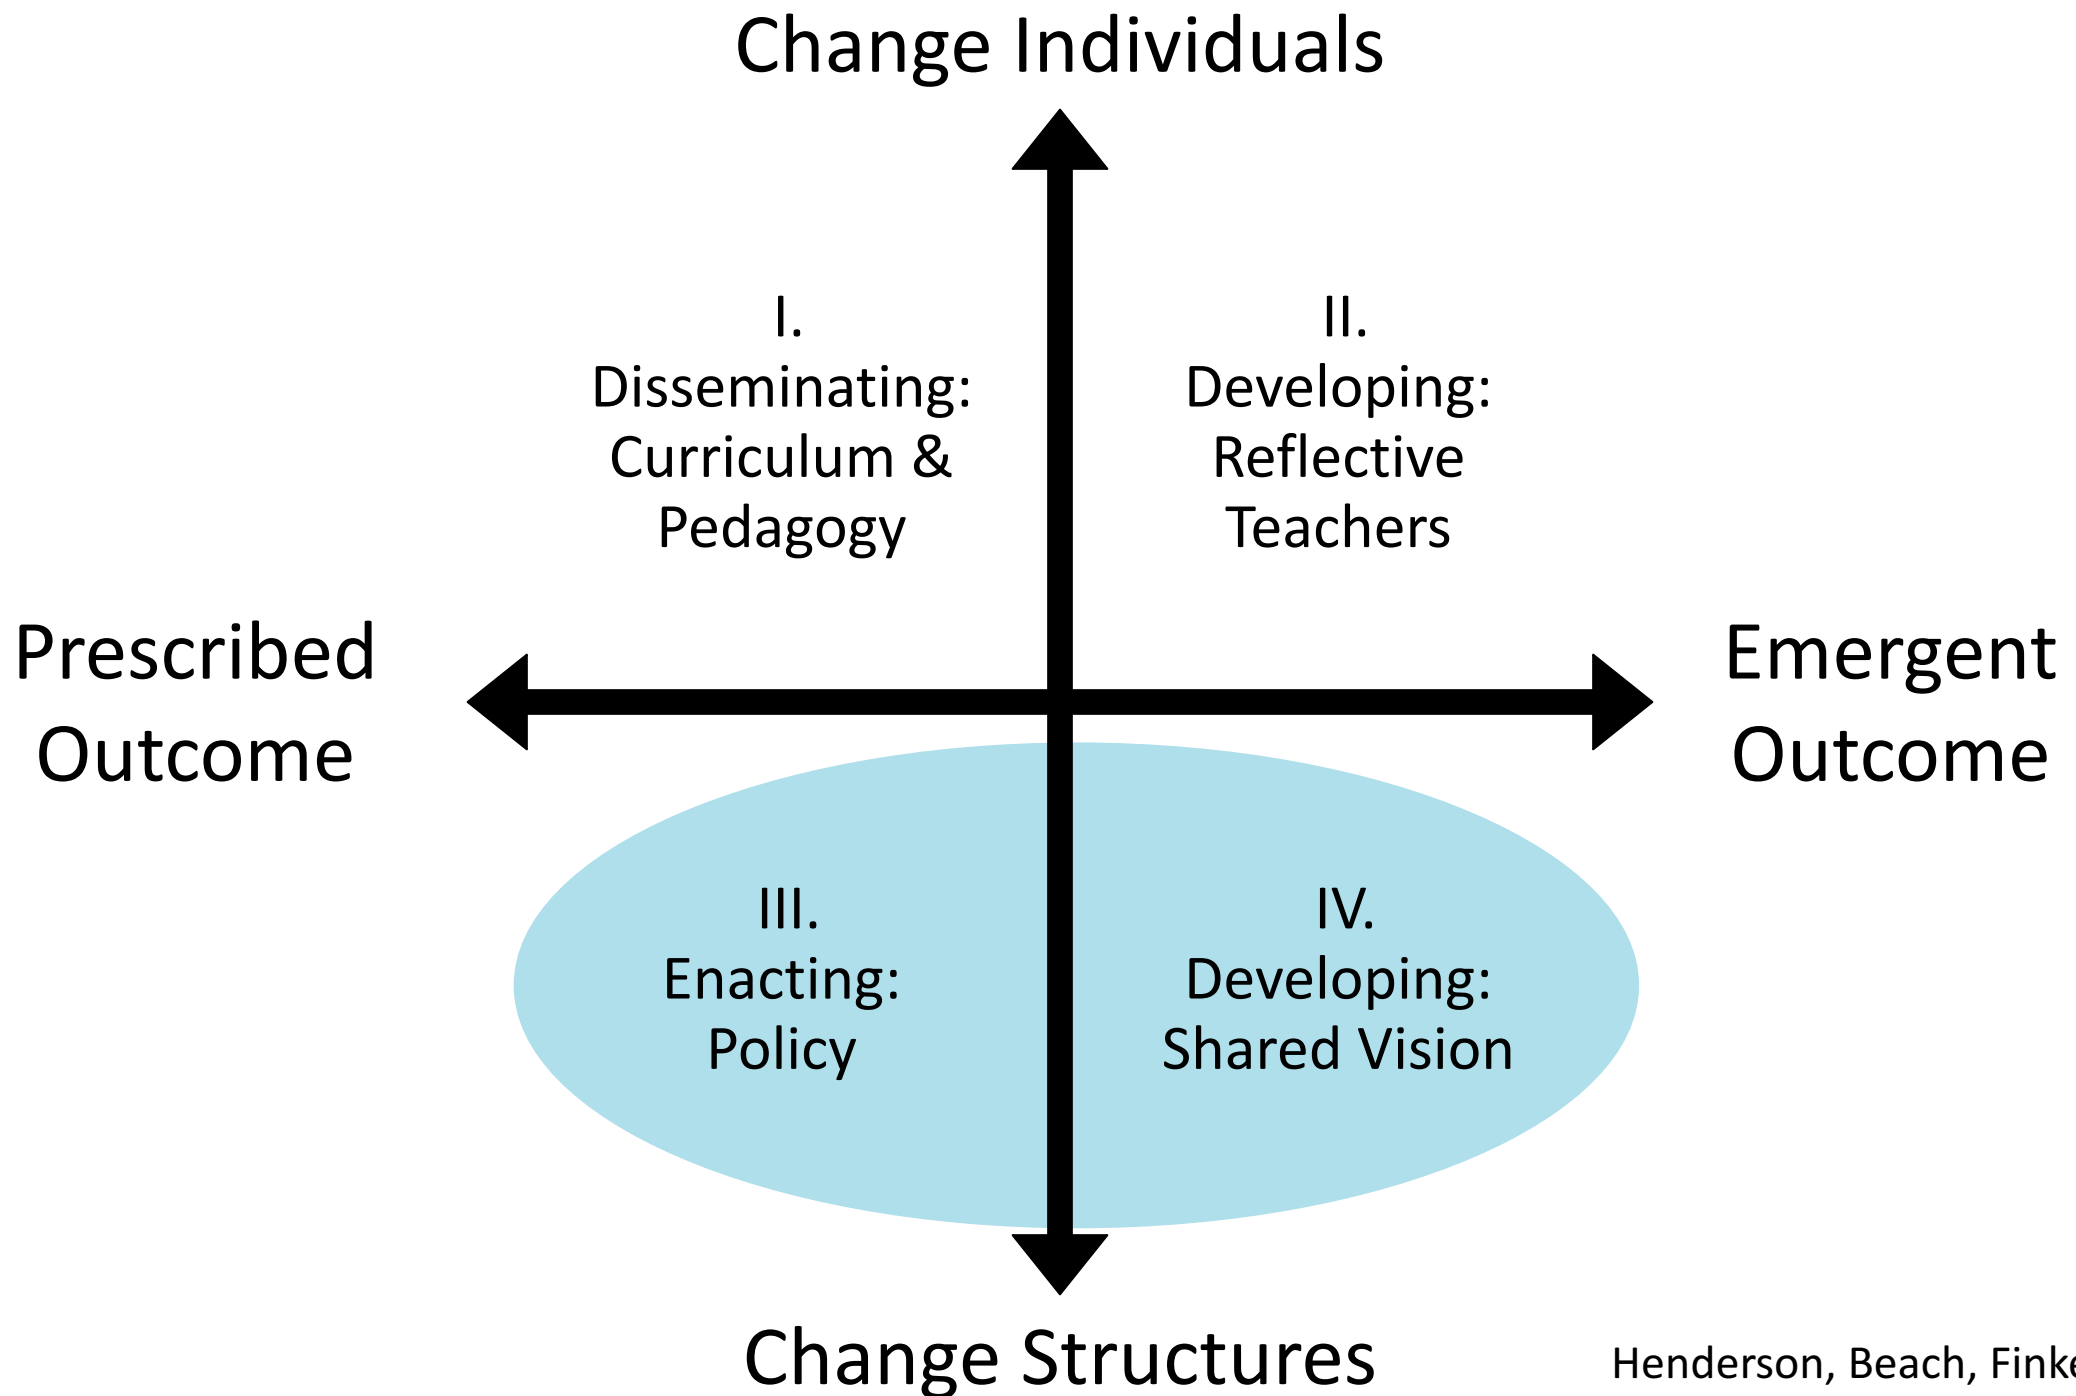 Change Individuals
I.
Disseminating:
Curriculum &
Pedagogy
II.
Developing:
Reflective
Teachers
Prescribed
Outcome
Emergent
Outcome
III.
Enacting:
Policy
IV.
Developing:
Shared Vision
Change Structures
Henderson, Beach,